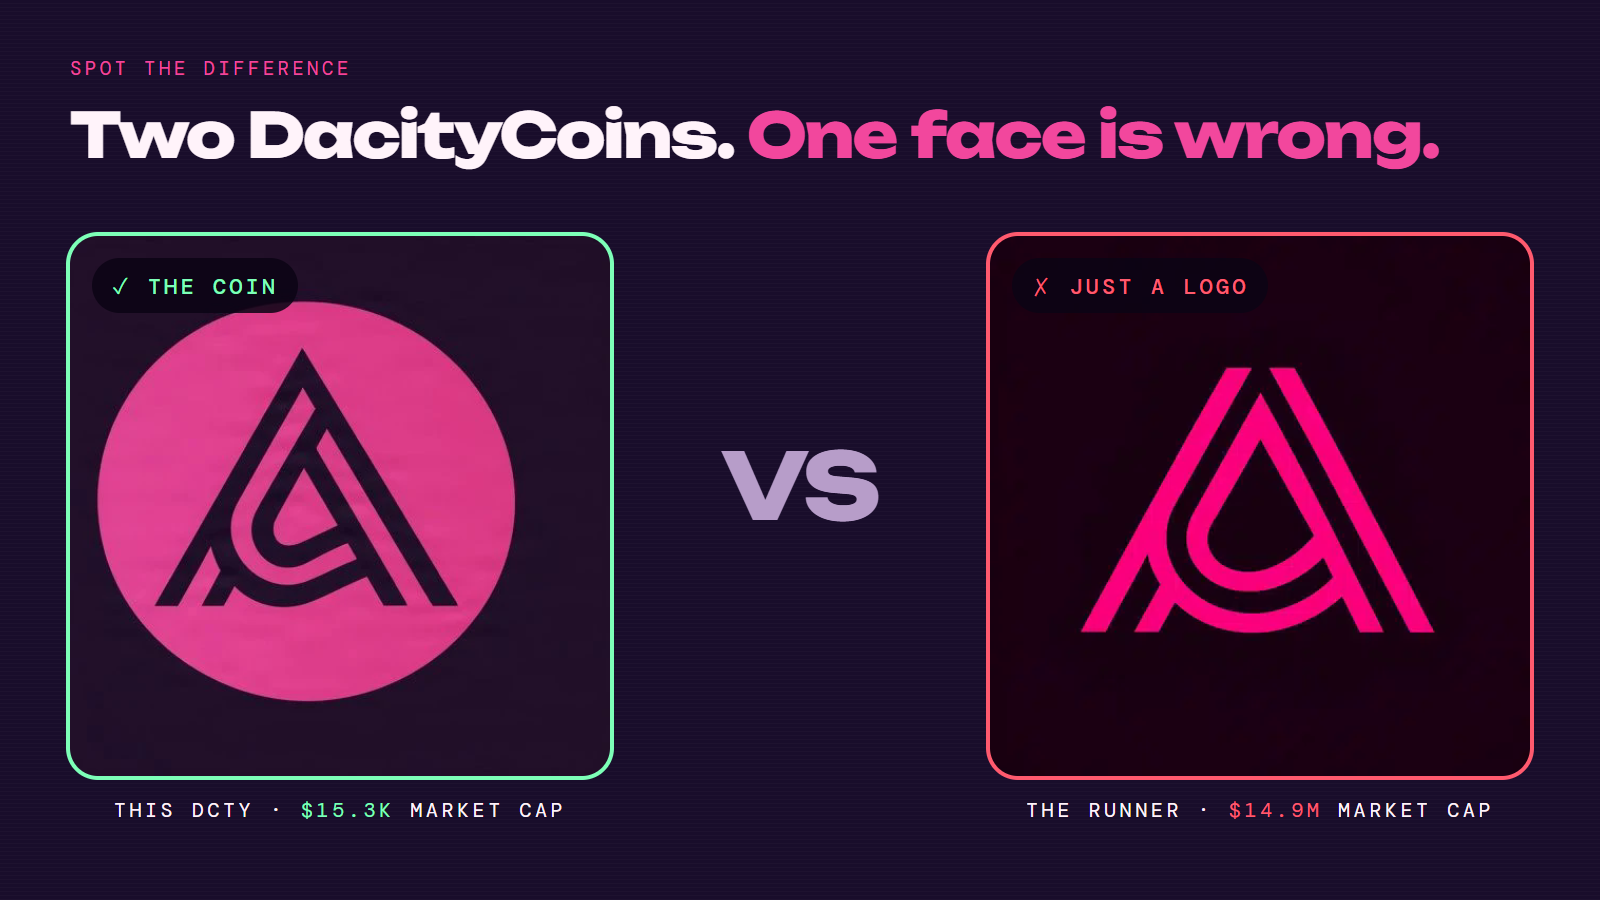 SPOT THE DIFFERENCE
Two DacityCoins. One face is wrong.
✓ THE COIN
✗ JUST A LOGO
VS
THIS DCTY · $15.3K MARKET CAP
THE RUNNER · $14.9M MARKET CAP